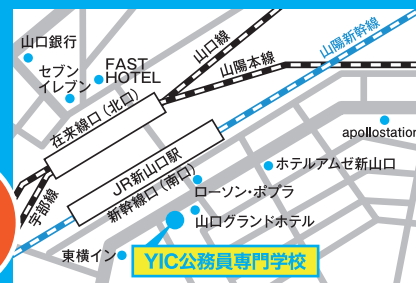 山口銀行
FAST
HOTEL
セブン
イレブン
山口線
山陽本線
山陽新幹線
在来線口(北口)
apollostation
JR新山口駅
新幹線口(南口)
宇部線
ホテルアムゼ新山口
ローソン・ポプラ
山口グランドホテル
東横イン
YIC公務員専門学校